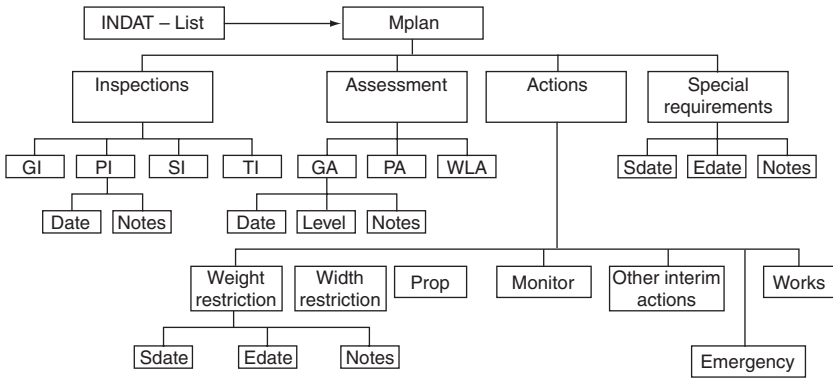 INDAT – List
Mplan
Inspections
Assessment
Actions
Special
requirements
GI
PI
SI
TI
GA
PA
WLA
Sdate
Edate
Notes
Date
Notes
Date
Level
Notes
Weight
restriction
Width
restriction
Prop
Monitor
Other interim
actions
Works
Sdate
Edate
Notes
Emergency